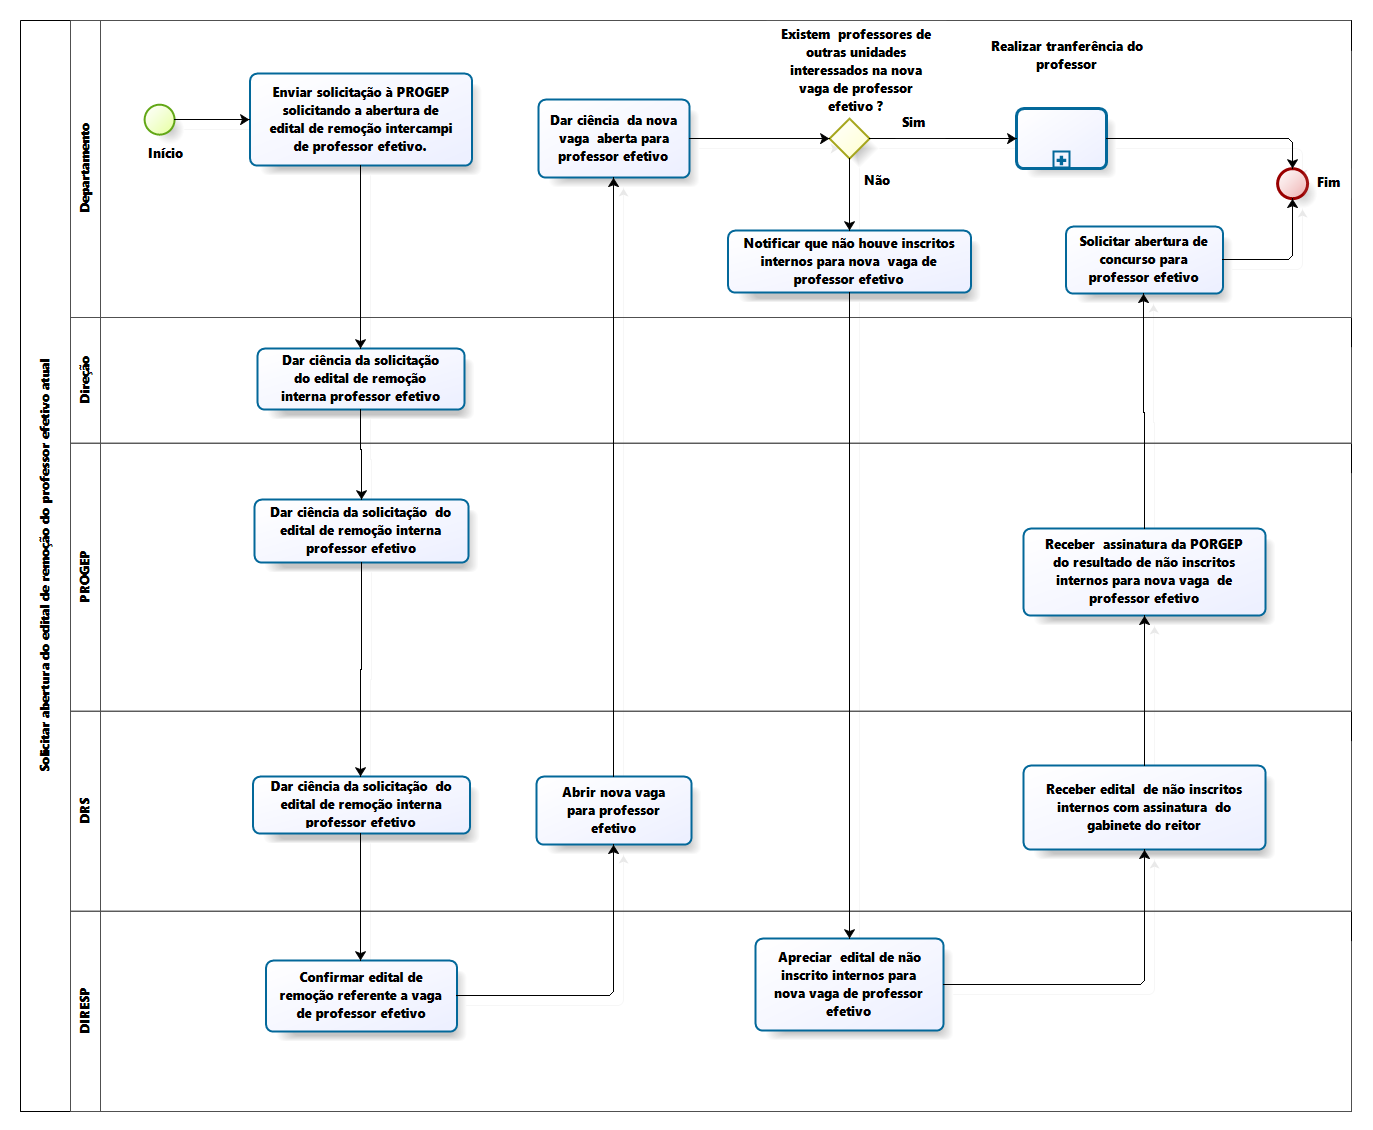 Solicitar abertura do edital de remoção do professor efetivo atual
Departamento
Início
Enviar solicitação à PROGEP
solicitando a abertura de
edital de remoção intercampi
de professor efetivo.
Dar ciência da nova
vaga aberta para
professor efetivo
Existem professores de
outras unidades
interessados na nova
vaga de professor
efetivo ?
Sim
Não
Realizar tranferência do
professor
Fim
Notificar que não houve inscritos
internos para nova vaga de
professor efetivo
Solicitar abertura de
concurso para
professor efetivo
Direção
Dar ciência da solicitação
do edital de remoção
interna professor efetivo
PROGEP
Dar ciência da solicitação do
edital de remoção interna
professor efetivo
Receber assinatura da PORGEP
do resultado de não inscritos
internos para nova vaga de
professor efetivo
DRS
Dar ciência da solicitação do
edital de remoção interna
professor efetivo
Abrir nova vaga
para professor
efetivo
Receber edital de não inscritos
internos com assinatura do
gabinete do reitor
DIRESP
Confirmar edital de
remoção referente a vaga
de professor efetivo
Apreciar edital de não
inscrito internos para
nova vaga de professor
efetivo